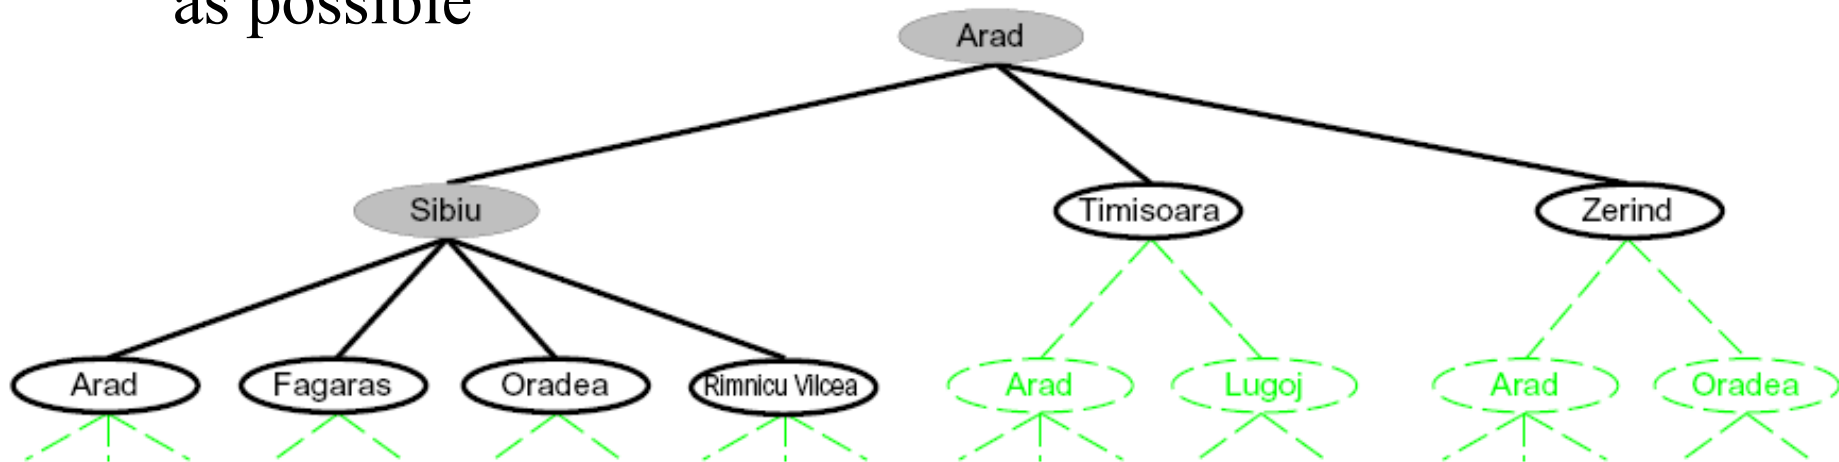 as possible
Arad
Sibiu Timisoara Zerind
Arad Fagaras Oradea Rimnicu Vilcea Arad Lugoj Arad Oradea